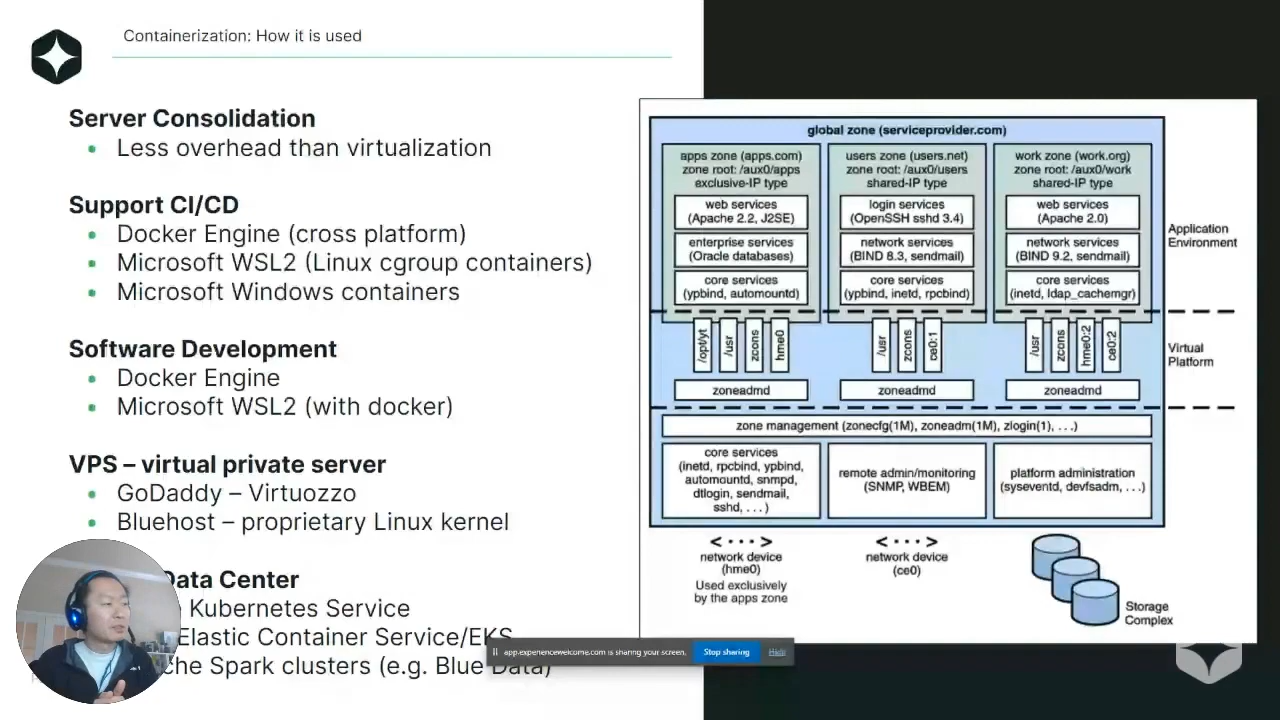 Containerization: How it is used
Server Consolidation
Less overhead than virtualization
Support CI/CD
Docker Engine (cross platform)
Microsoft WSL2 (Linux cgroup containers)
Microsoft Windows containers
Software Development
Docker Engine
Microsoft WSL2 (with docker)
VPS – virtual private server
GoDaddy – Virtuozzo
Bluehost – proprietary Linux kernel
Data Center
Kubernetes Service
Elastic Container Service/EKS
che Spark clusters (e.g. Blue Data)
global zone (serviceprovider.com)
apps zone (apps.com)
zone root: /aux0/apps
exclusive-IP type
web services
(Apache 2.2, J2SE)
enterprise services
(Oracle databases)
core services
(ypbind, automountd)
users zone (users.net)
zone root: /aux0/users
shared-IP type
login services
(OpenSSH sshd 3.4)
network services
(BIND 8.3, sendmail)
core services
(ypbind, inetd, rpcbind)
work zone (work.org)
zone root: /aux0/work
shared-IP type
web services
(Apache 2.0)
network services
(BIND 9.2, sendmail)
core services
(inetd, ldap_cachemgr)
Application
Environment
/opt/yt
/usr
zcons
hme0
/usr
zcons
ce0:1
/usr
zcons
hme0:2
ce0:2
Virtual
Platform
zoneadmd
zoneadmd
zoneadmd
zone management (zonecfg(1M), zoneadm(1M), zlogin(1), . . .)
core services
(inetd, rpcbind, ypbind,
automountd, snmpd,
dtlogin, sendmail,
sshd, . . .)
remote admin/monitoring
(SNMP, WBEM)
platform administration
(syseventd, devfsadm, . . .)
network device
(hme0)
Used exclusively
by the apps zone
network device
(ce0)
Storage
Complex
app.experiencewelcome.com is sharing your screen.
Stop sharing
Hide